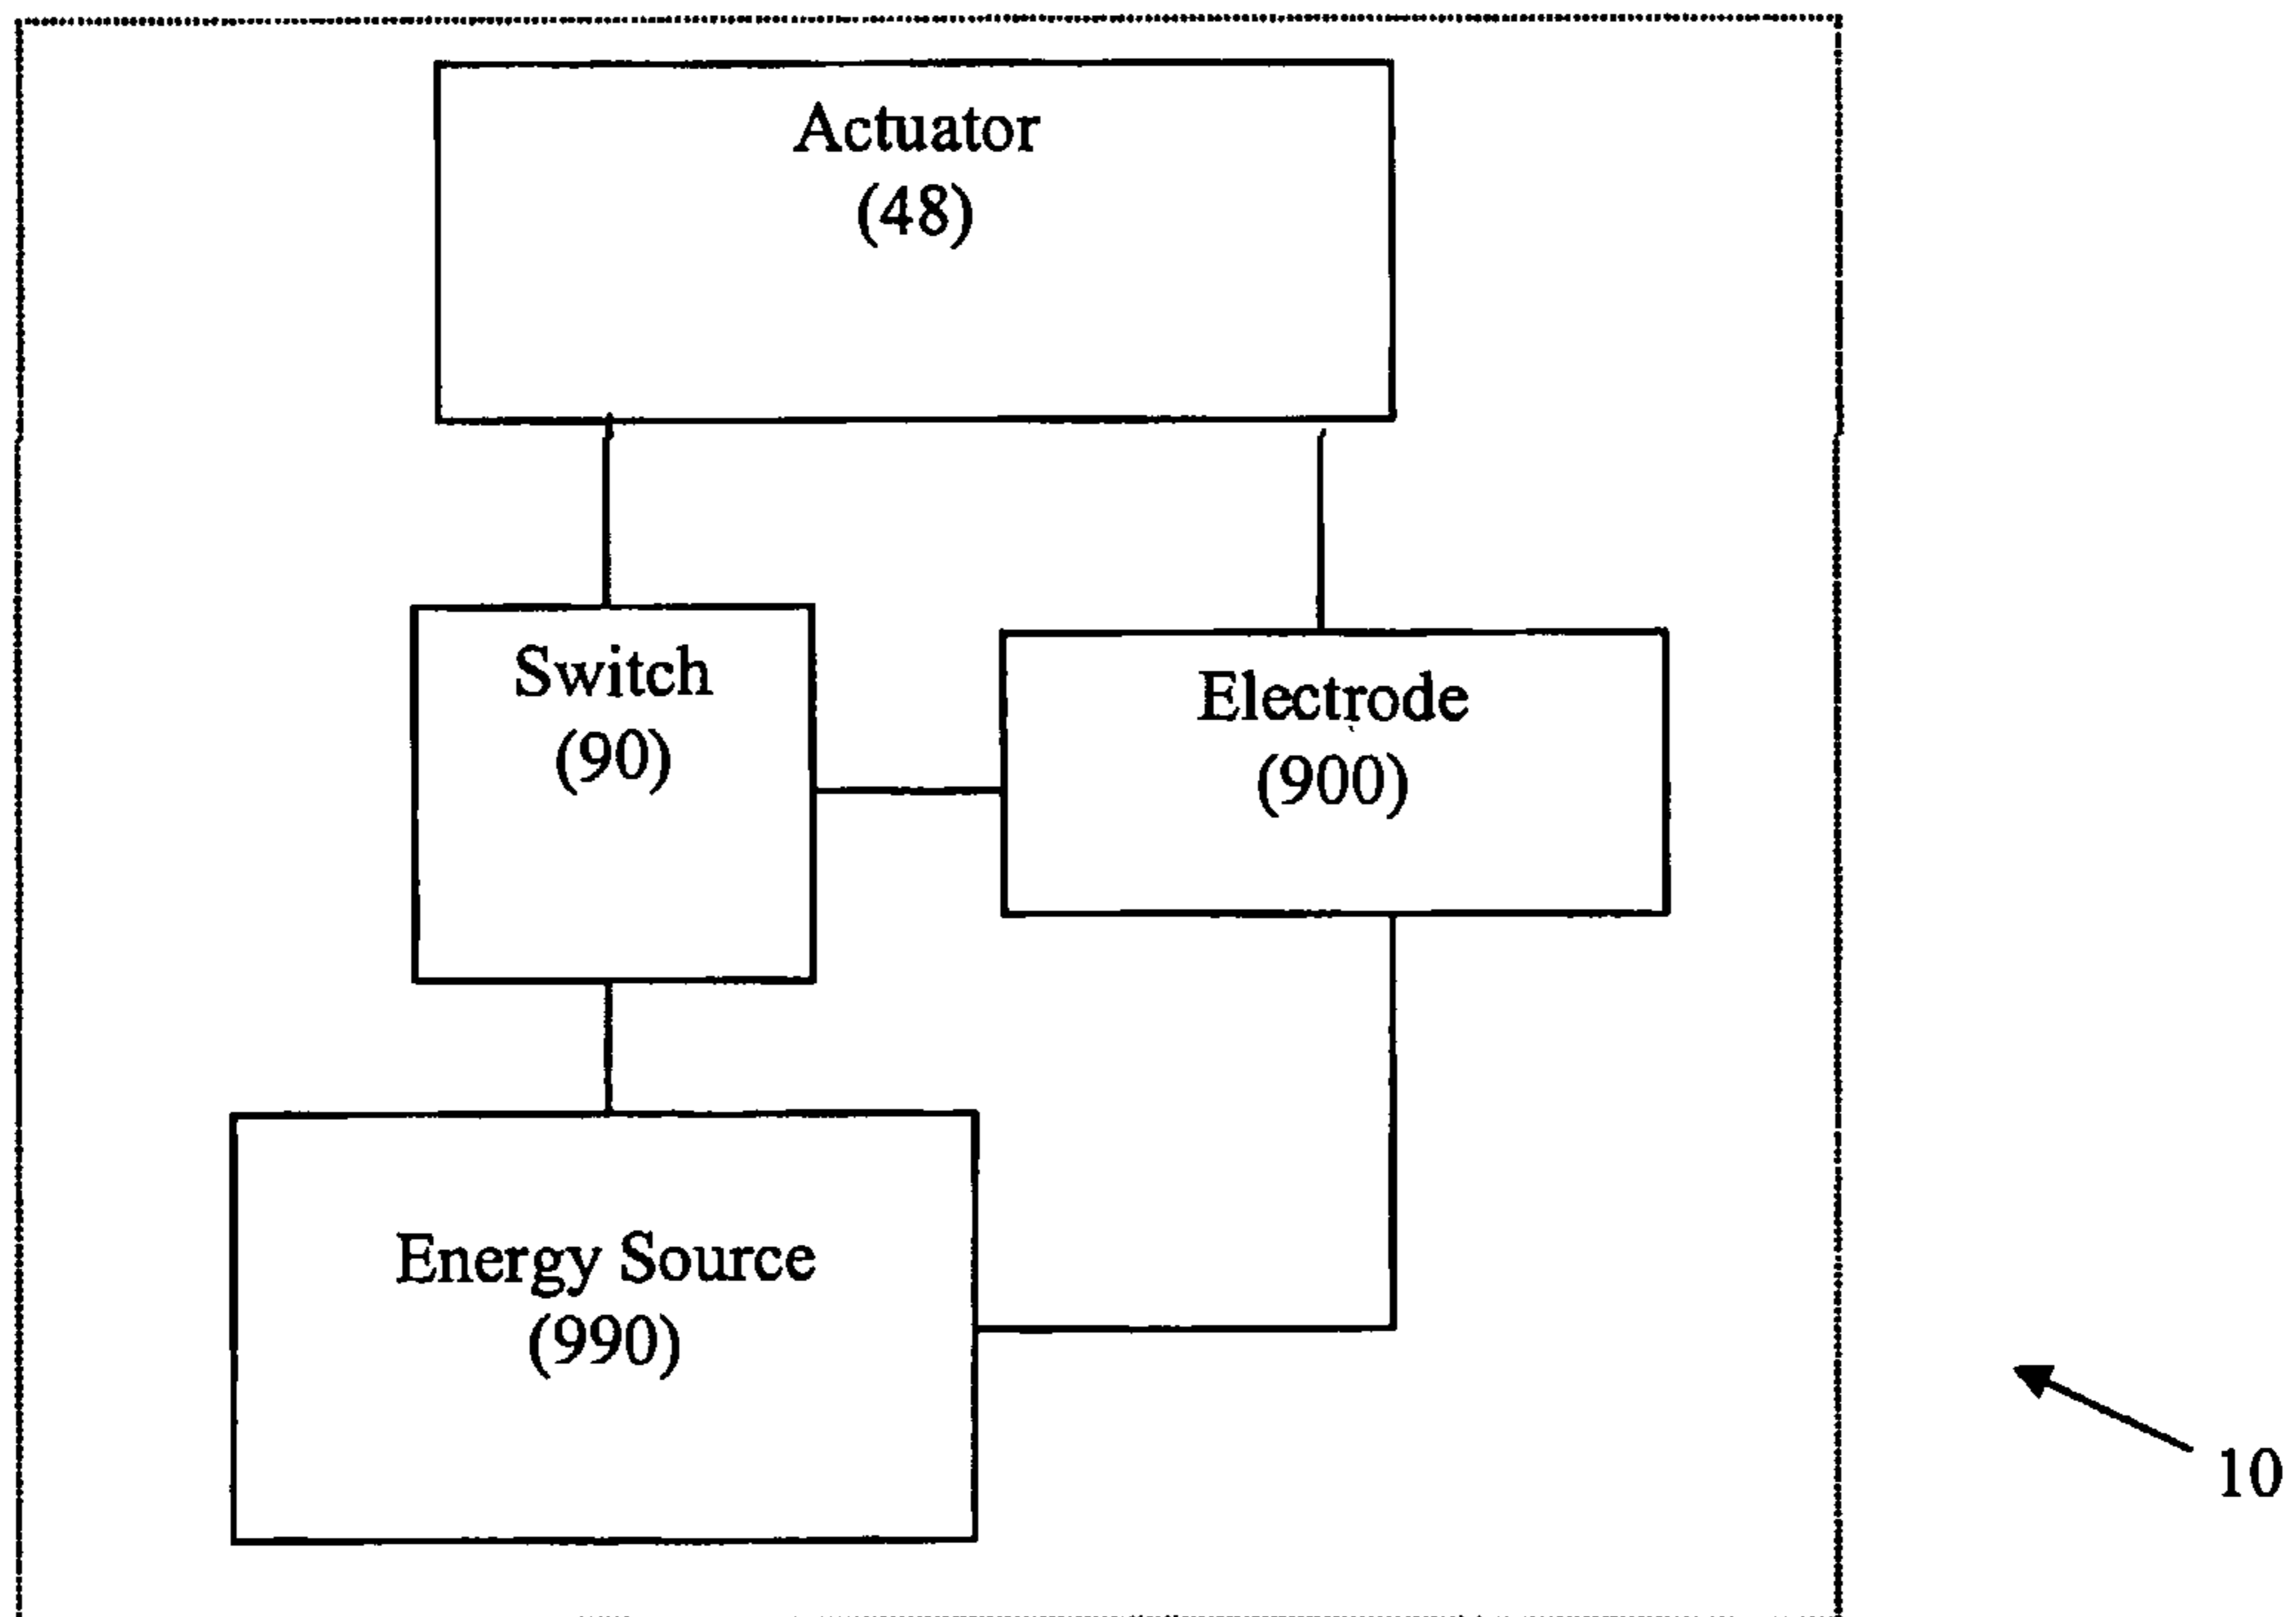 Actuator
(48)
Switch
(90)
Electrode
(900)
Energy Source
(990)
10